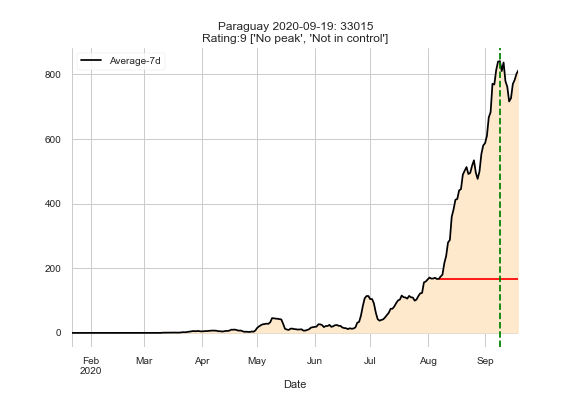 Paraguay 2020-09-19: 33015
Rating:9 ['No peak', 'Not in control']
Average-7d
800
600
400
200
0
Feb Mar Apr May Jun Jul Aug Sep
2020
Date